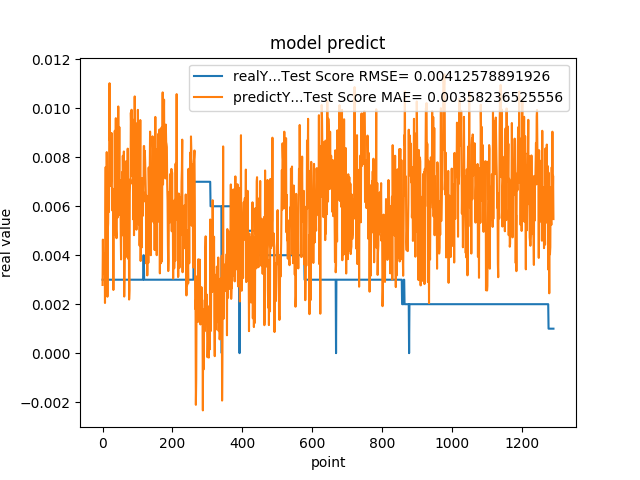 model predict
realY...Test Score RMSE= 0.00412578891926
predictY...Test Score MAE= 0.00358236525556
real value
0.012
0.010
0.008
0.006
0.004
0.002
0.000
−0.002
0 200 400 600 800 1000 1200
point